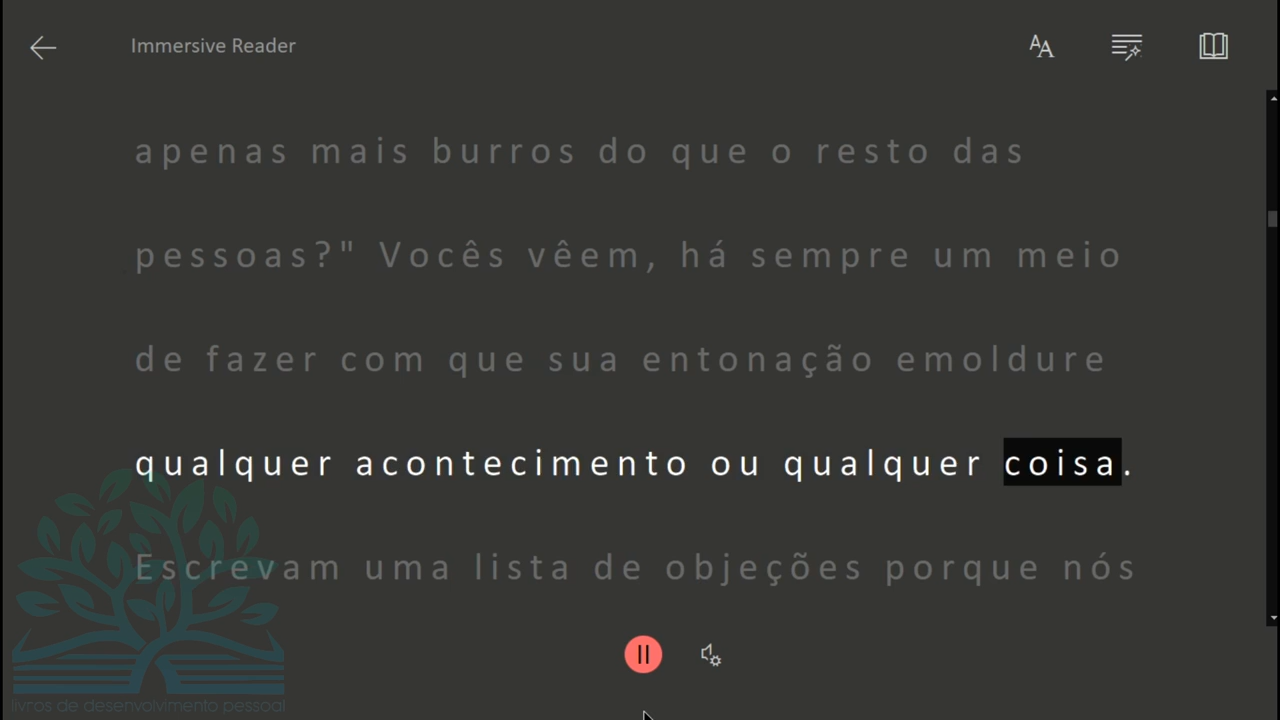 Immersive Reader
apenas mais burros do que o resto das
pessoas?" Vocês vêem, há sempre um meio
de fazer com que sua entonação emoldure
qualquer acontecimento ou qualquer coisa.
Escrevam uma lista de objeções porque nós
livros de desenvolvimento pessoal